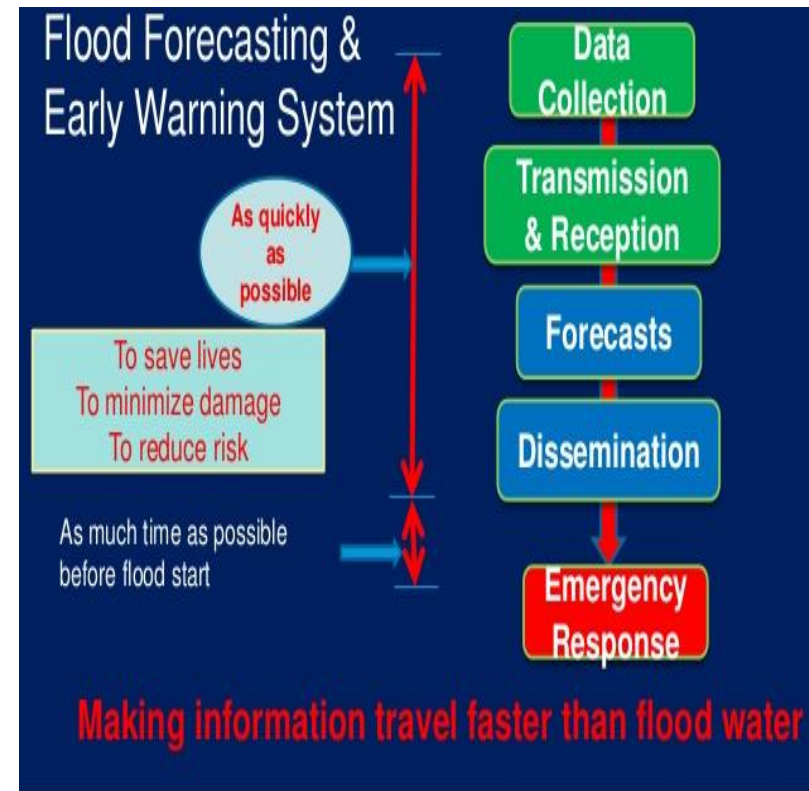 Flood Forecasting &
Early Warning System
As quickly
as
possible
To save lives
To minimize damage
To reduce risk
As much time as possible
before flood start
Data
Collection
Transmission
& Reception
Forecasts
Dissemination
Emergency
Response
Making information travel faster than flood water